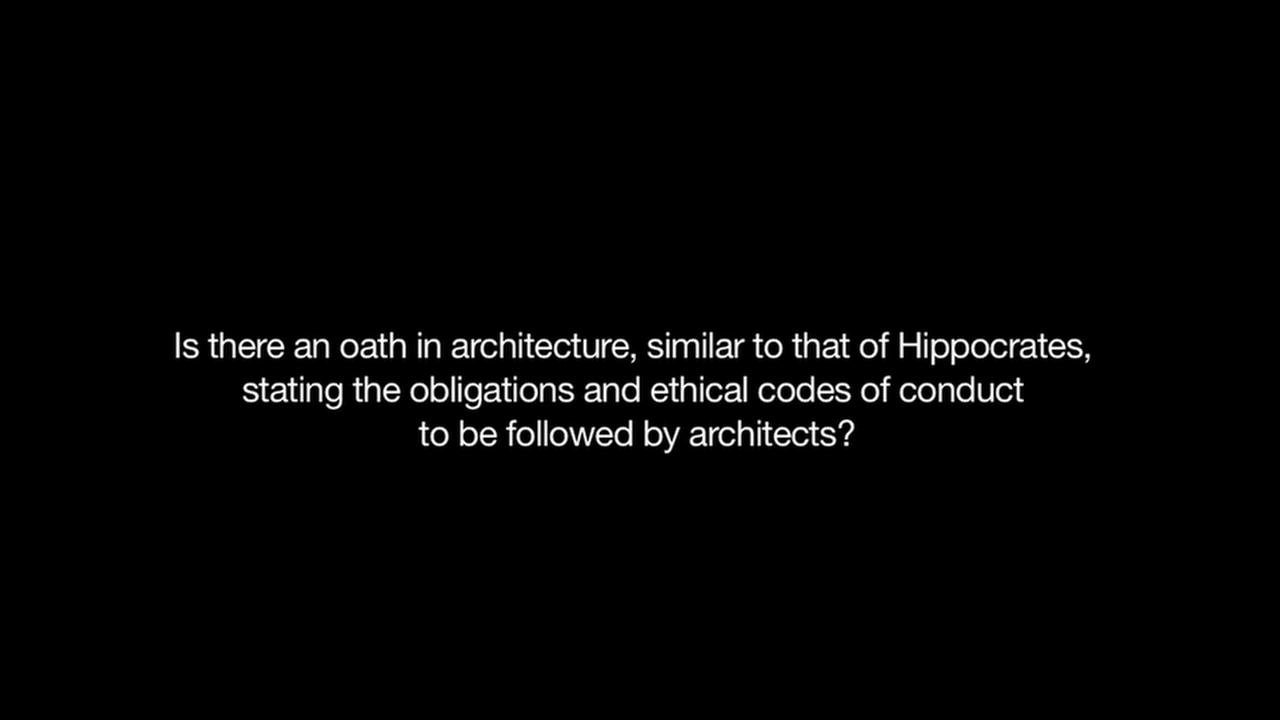 Is there an oath in architecture, similar to that of Hippocrates,
stating the obligations and ethical codes of conduct
to be followed by architects?